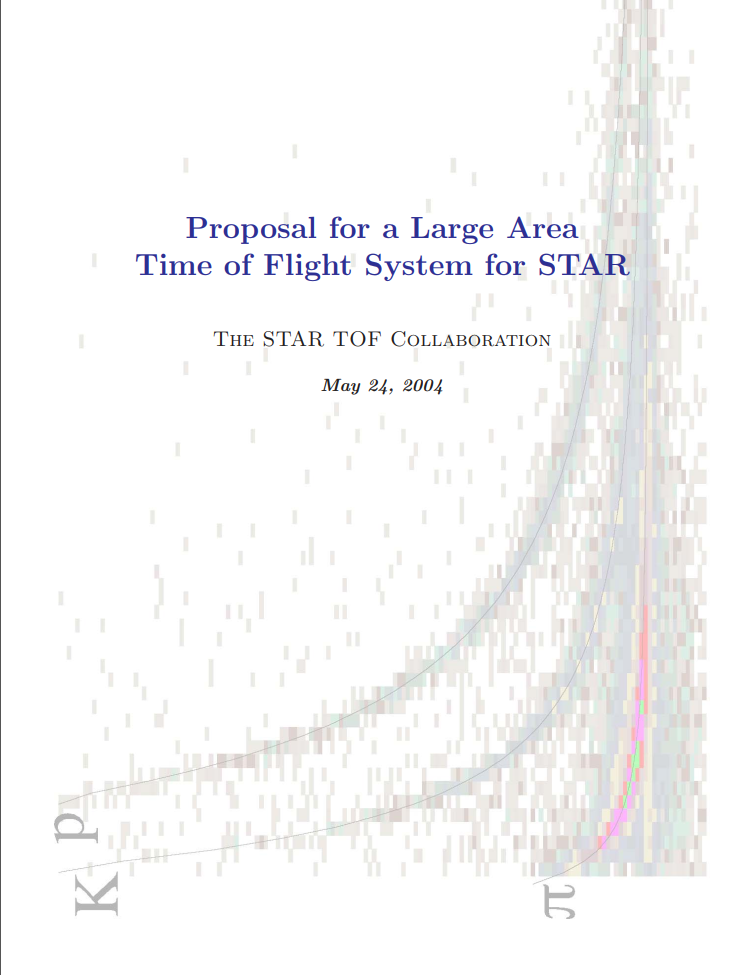 Proposal for a Large Area
Time of Flight System for STAR
The STAR TOF Collaboration
May 24, 2004
p
K
π